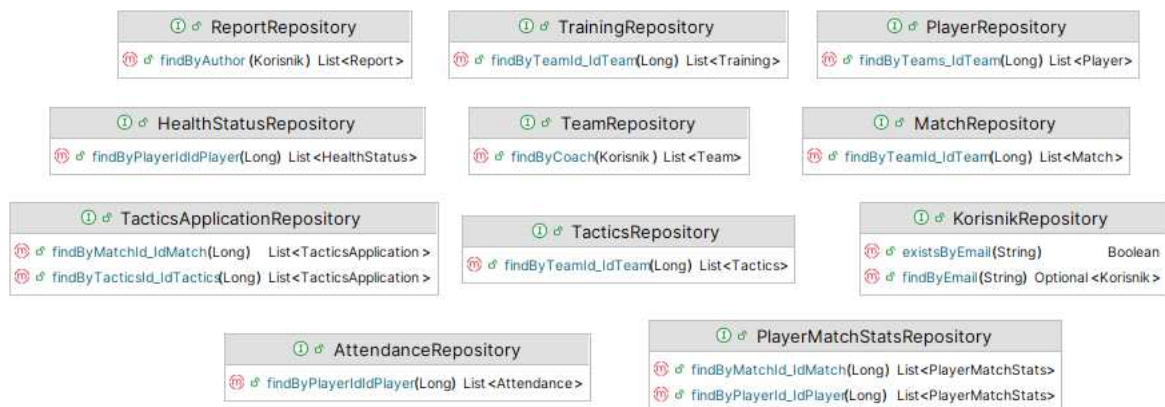 ReportRepository
findByAuthor(Korisnik) List<Report>
TrainingRepository
findByTeamId_IdTeam(Long) List<Training>
PlayerRepository
findByTeams_IdTeam(Long) List<Player>
HealthStatusRepository
findByPlayerIdIdPlayer(Long) List<HealthStatus>
TeamRepository
findByCoach(Korisnik) List<Team>
MatchRepository
findByTeamId_IdTeam(Long) List<Match>
TacticsApplicationRepository
findByMatchId_IdMatch(Long) List<TacticsApplication>
findByTacticsId_IdTactics(Long) List<TacticsApplication>
TacticsRepository
findByTeamId_IdTeam(Long) List<Tactics>
KorisnikRepository
existsByEmail(String) Boolean
findByEmail(String) Optional<Korisnik>
AttendanceRepository
findByPlayerIdIdPlayer(Long) List<Attendance>
PlayerMatchStatsRepository
findByMatchId_IdMatch(Long) List<PlayerMatchStats>
findByPlayerId_IdPlayer(Long) List<PlayerMatchStats>